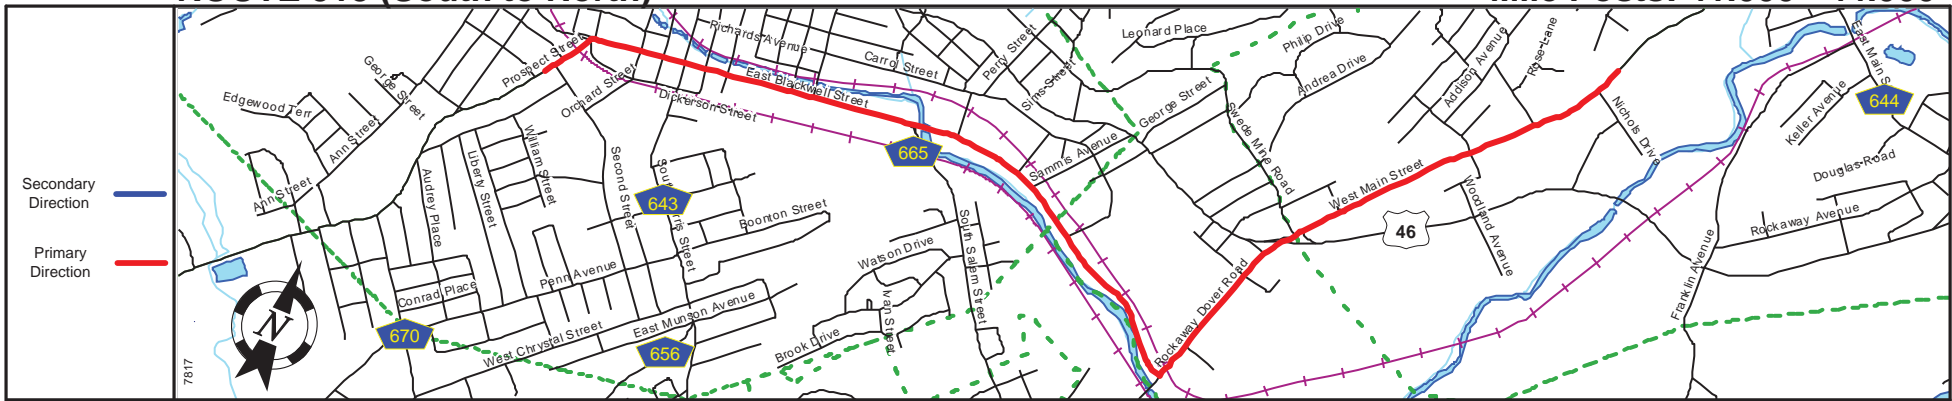 Secondary
Direction
Primary
Direction
7817
N
Edgewood Terr
George Street
Prospect Street
Orchard Street
Richards Avenue
Carrol Street
Perry Street
Sims Street
Leonard Place
Philip Drive
Andrea Drive
Addison Avenue
Rose Lane
East Main S
644
Keller Avenue
Nichols Drive
Douglas Road
Ann Street
Ann Street
Audrey Place
Liberty Street
William Street
Second Street
643
Dickerson Street
East Blackwell Street
665
George Street
Sammis Avenue
Swede Mine Road
West Main Street
46
Woodland Avenue
Rockaway Avenue
Franklin Avenue
Boonton Street
Watson Drive
South Salem Street
Penn Avenue
Conrad Place
670
West Chrystal Street
East Munson Avenue
656
Brook Drive
Ivan Street
Rockaway Dover Road